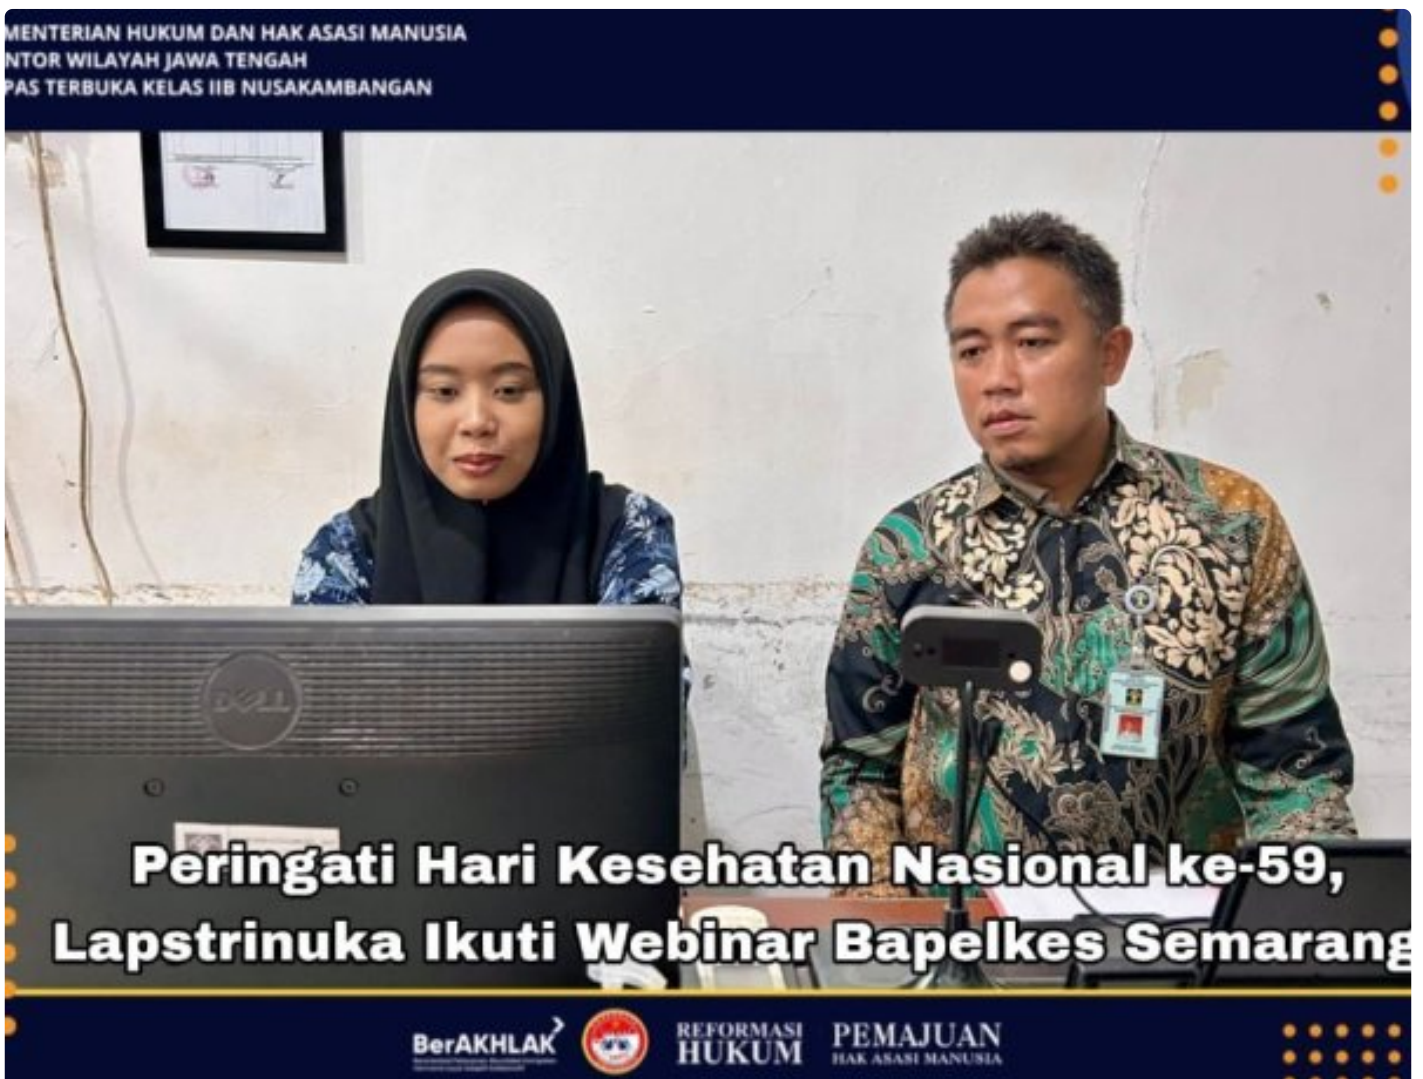 MENTERIAN HUKUM DAN HAK ASASI MANUSIA
NTOR WILAYAH JAWA TENGAH
PAS TERBUKA KELAS IIB NUSAKAMBANGAN
DELL
Peringati Hari Kesehatan Nasional ke-59,
Lapstrinuka Ikuti Webinar Bapelkes Semarang
BerAKHLAK
REFORMASI
HUKUM
PEMAJUAN
HAK ASASI MANUSIA